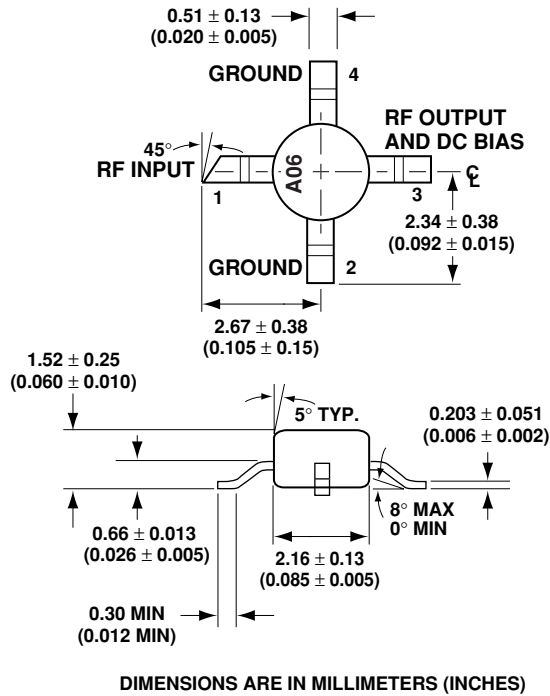 0.51 ± 0.13
(0.020 ± 0.005)
GROUND
4
RF OUTPUT
AND DC BIAS
45°
RF INPUT
A06
C
L
1
3
2.34 ± 0.38
(0.092 ± 0.015)
GROUND
2
2.67 ± 0.38
(0.105 ± 0.15)
1.52 ± 0.25
(0.060 ± 0.010)
5° TYP.
0.203 ± 0.051
(0.006 ± 0.002)
8° MAX
0° MIN
0.66 ± 0.013
(0.026 ± 0.005)
2.16 ± 0.13
(0.085 ± 0.005)
0.30 MIN
(0.012 MIN)
DIMENSIONS ARE IN MILLIMETERS (INCHES)